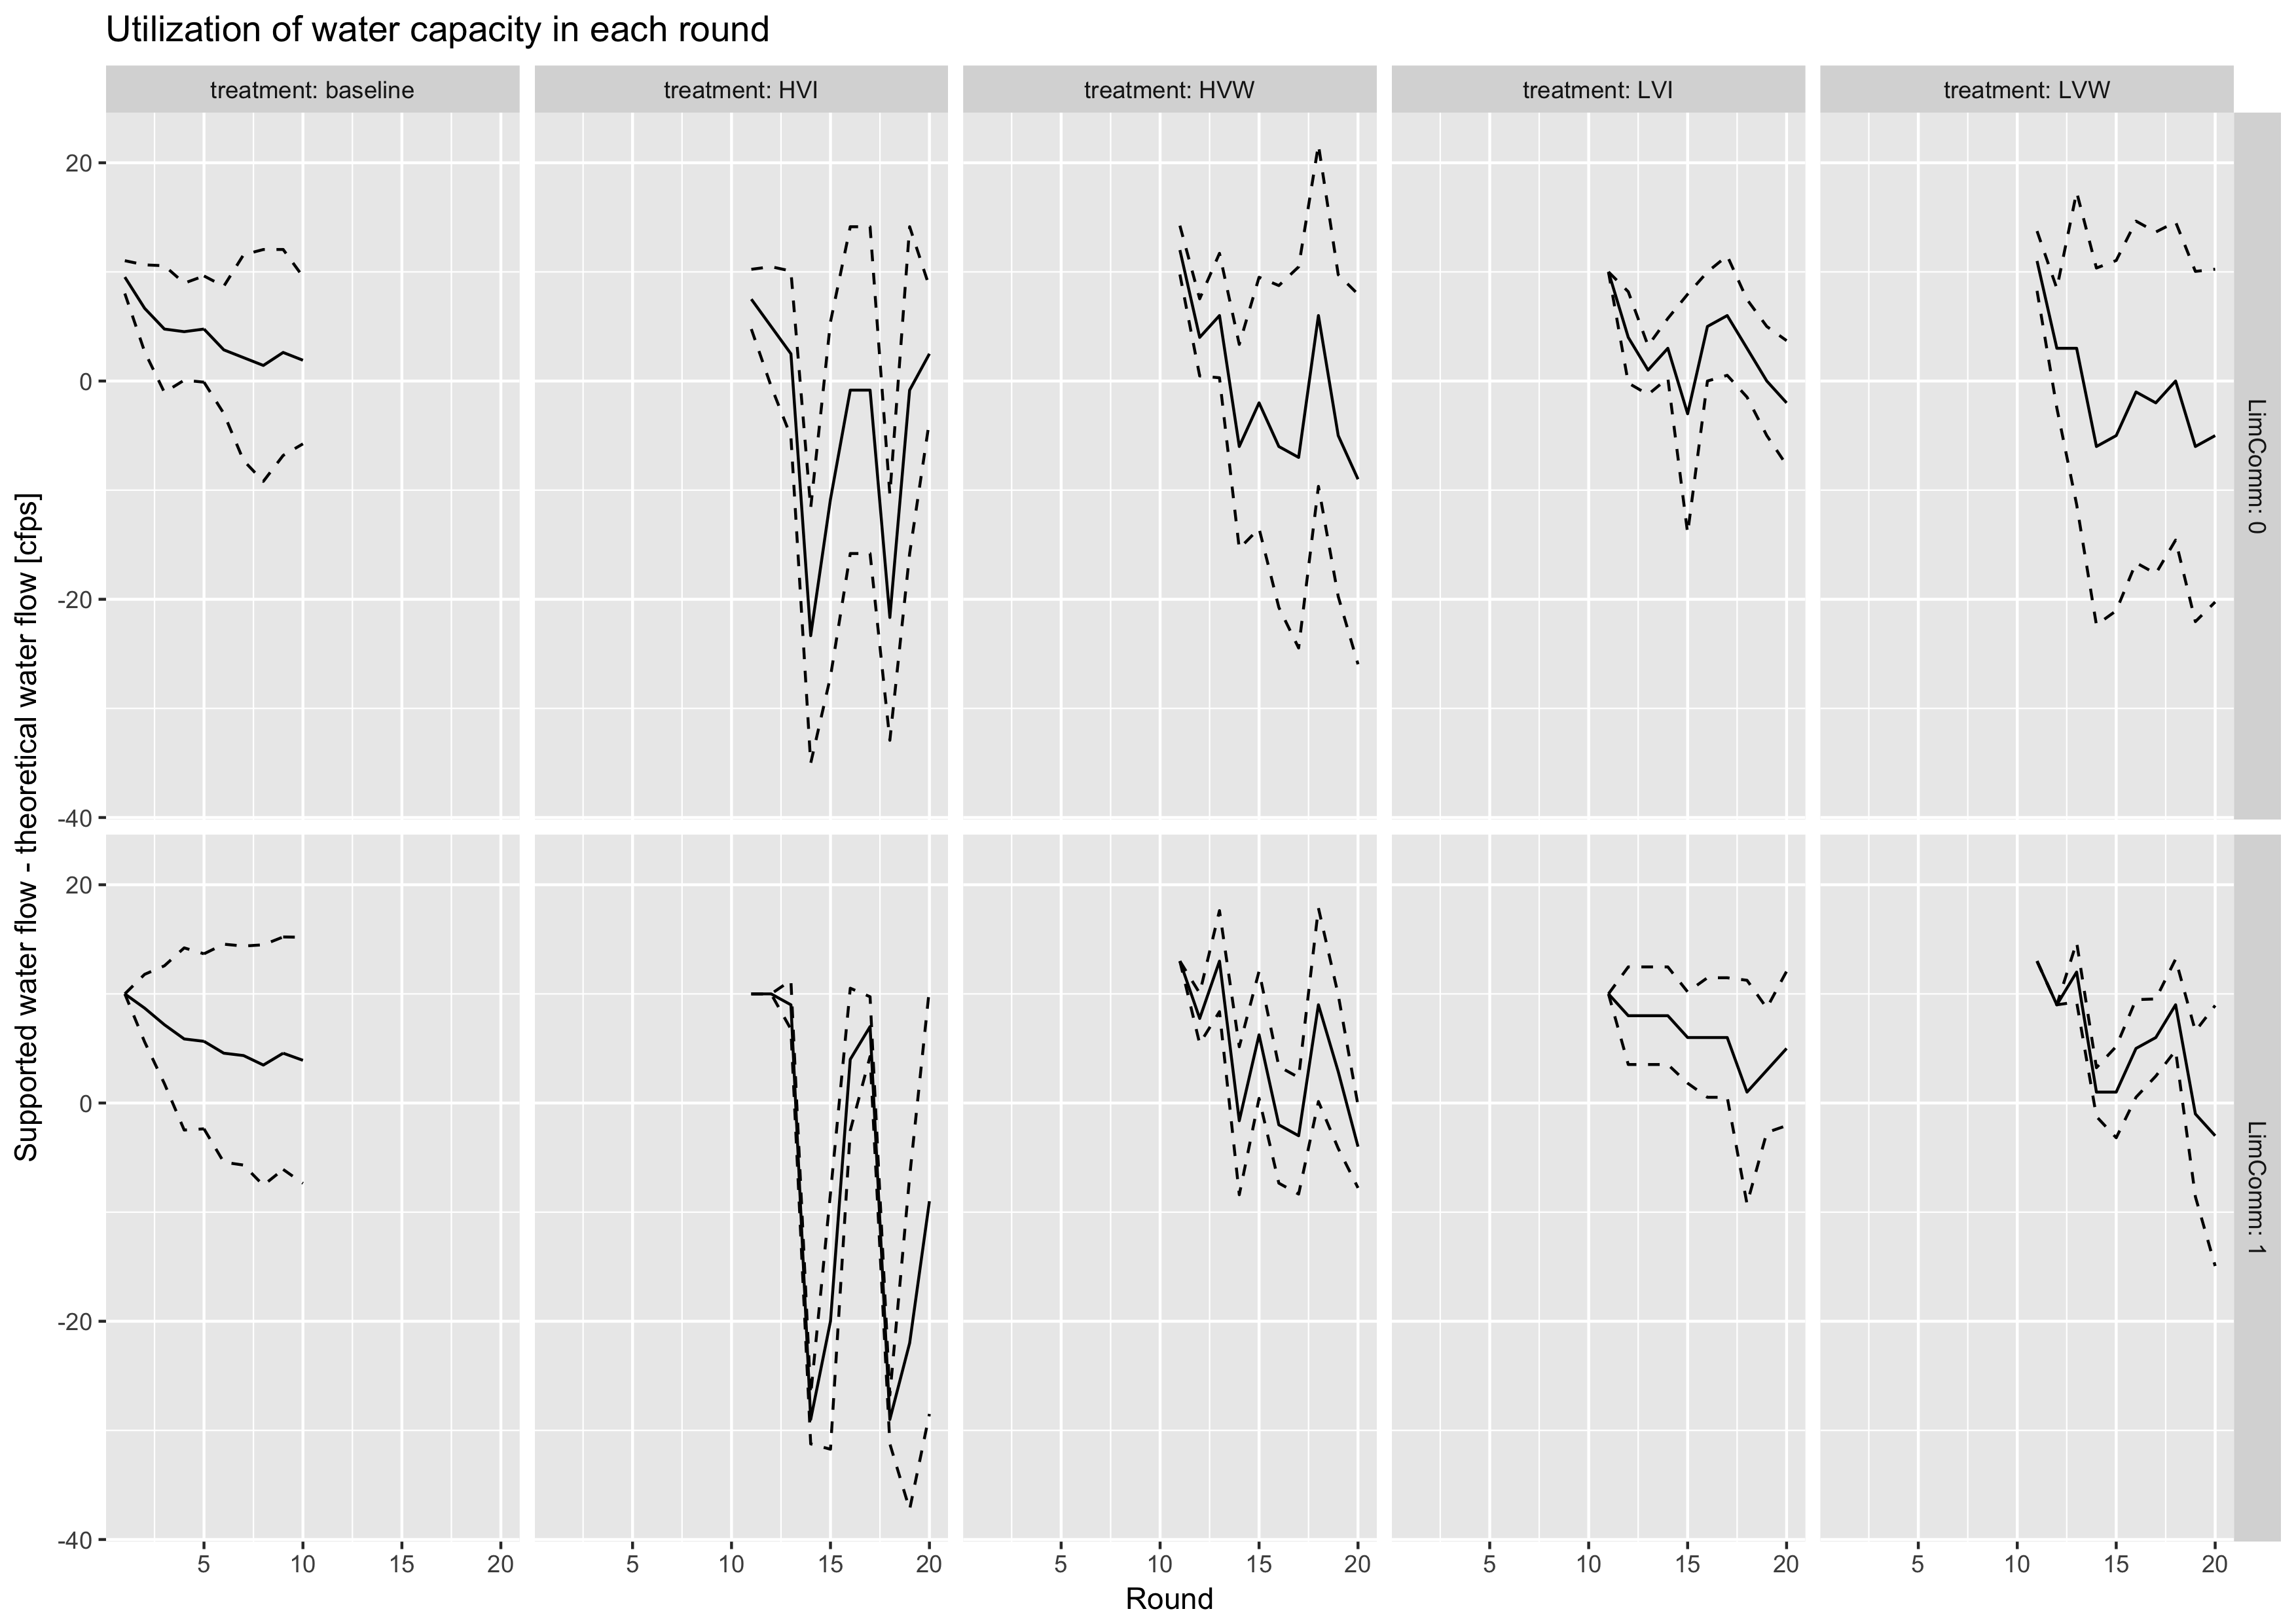 Utilization of water capacity in each round
treatment: baseline
treatment: HVI
treatment: HVW
treatment: LVI
treatment: LVW
Supported water flow - theoretical water flow [cfps]
20
0
-20
-40
LimComm: 0
20
0
-20
-40
LimComm: 1
5 10 15 20
5 10 15 20
5 10 15 20
5 10 15 20
5 10 15 20
Round